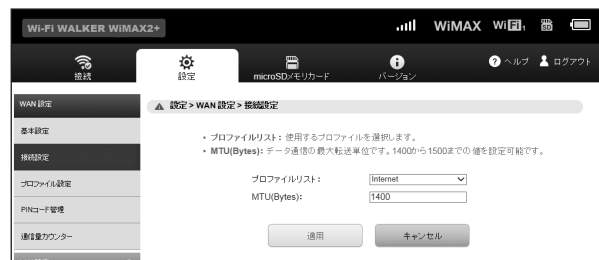 Wi-Fi WALKER WiMAX2+
WiMAX WiFi1
接続
設定
microSD/メモリカード
バージョン
ヘルプ ログアウト
WAN 設定
設定 > WAN 設定 > 接続設定
基本設定
接続設定
プロファイル設定
PINコード管理
通信量カウンター
・プロファイルリスト: 使用するプロファイルを選択します。
・MTU(Bytes): データ通信の最大転送単位です。1400から1500までの値を設定可能です。
プロファイルリスト: Internet
MTU(Bytes): 1400
適用 キャンセル